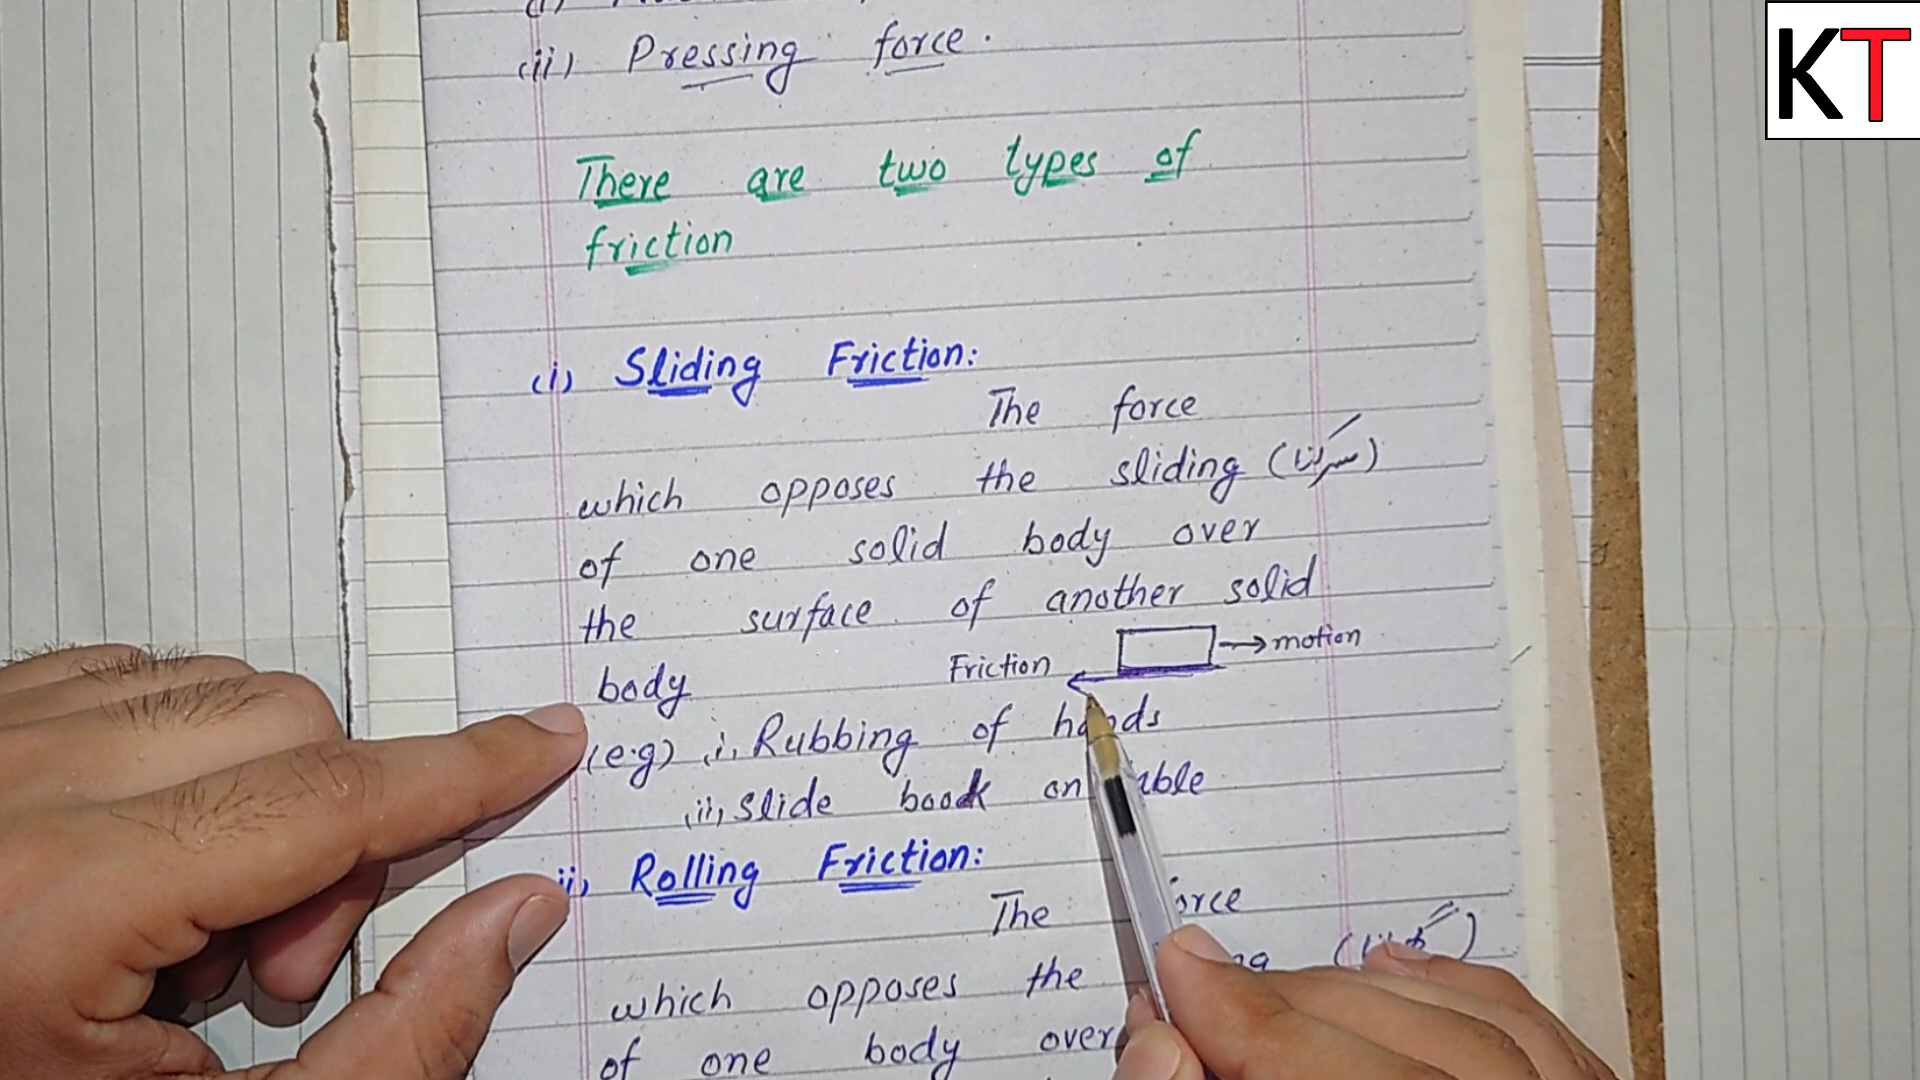 KT
(ii) Pressing force.
There are two types of
friction
(i) Sliding Friction:
The force
which opposes the sliding (سرکنا)
of one solid body over
the surface of another solid
body
Friction
→ motion
(e.g) i, Rubbing of hands
ii, Slide book on
ii, Rolling Friction:
The
which opposes the
of one body over